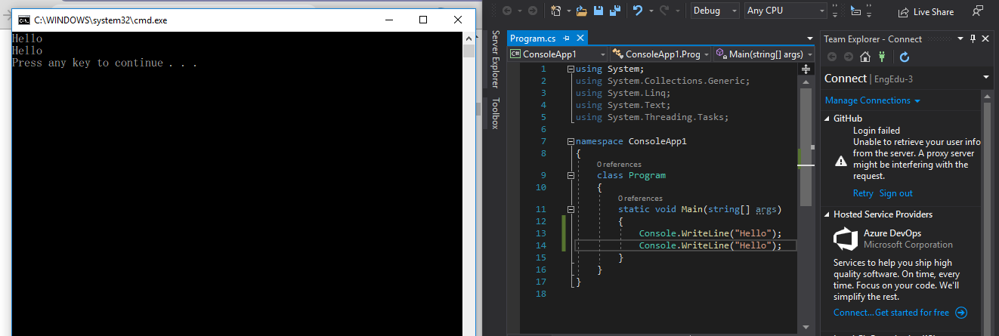 C:\WINDOWS\system32\cmd.exe
Hello
Hello
Press any key to continue . . .
Debug
Any CPU
Live Share
Server Explorer
Toolbox
Program.cs
ConsoleApp1
ConsoleApp1.Prog
Main(string[] args)
1 using System;
2 using System.Collections.Generic;
3 using System.Linq;
4 using System.Text;
5 using System.Threading.Tasks;
6
7 namespace ConsoleApp1
8 {
0 references
9 class Program
10 {
0 references
11 static void Main(string[] args)
12 {
13 Console.WriteLine("Hello");
14 Console.WriteLine("Hello");
15 }
16 }
17 }
18
Team Explorer - Connect
Connect | EngEdu-3
Manage Connections
GitHub
Login failed
Unable to retrieve your user info
from the server. A proxy server
might be interfering with the
request.
Retry Sign out
Hosted Service Providers
Azure DevOps
Microsoft Corporation
Services to help you ship high
quality software. On time, every
time. Focus on your code. We'll
simplify the rest.
Connect... Get started for free